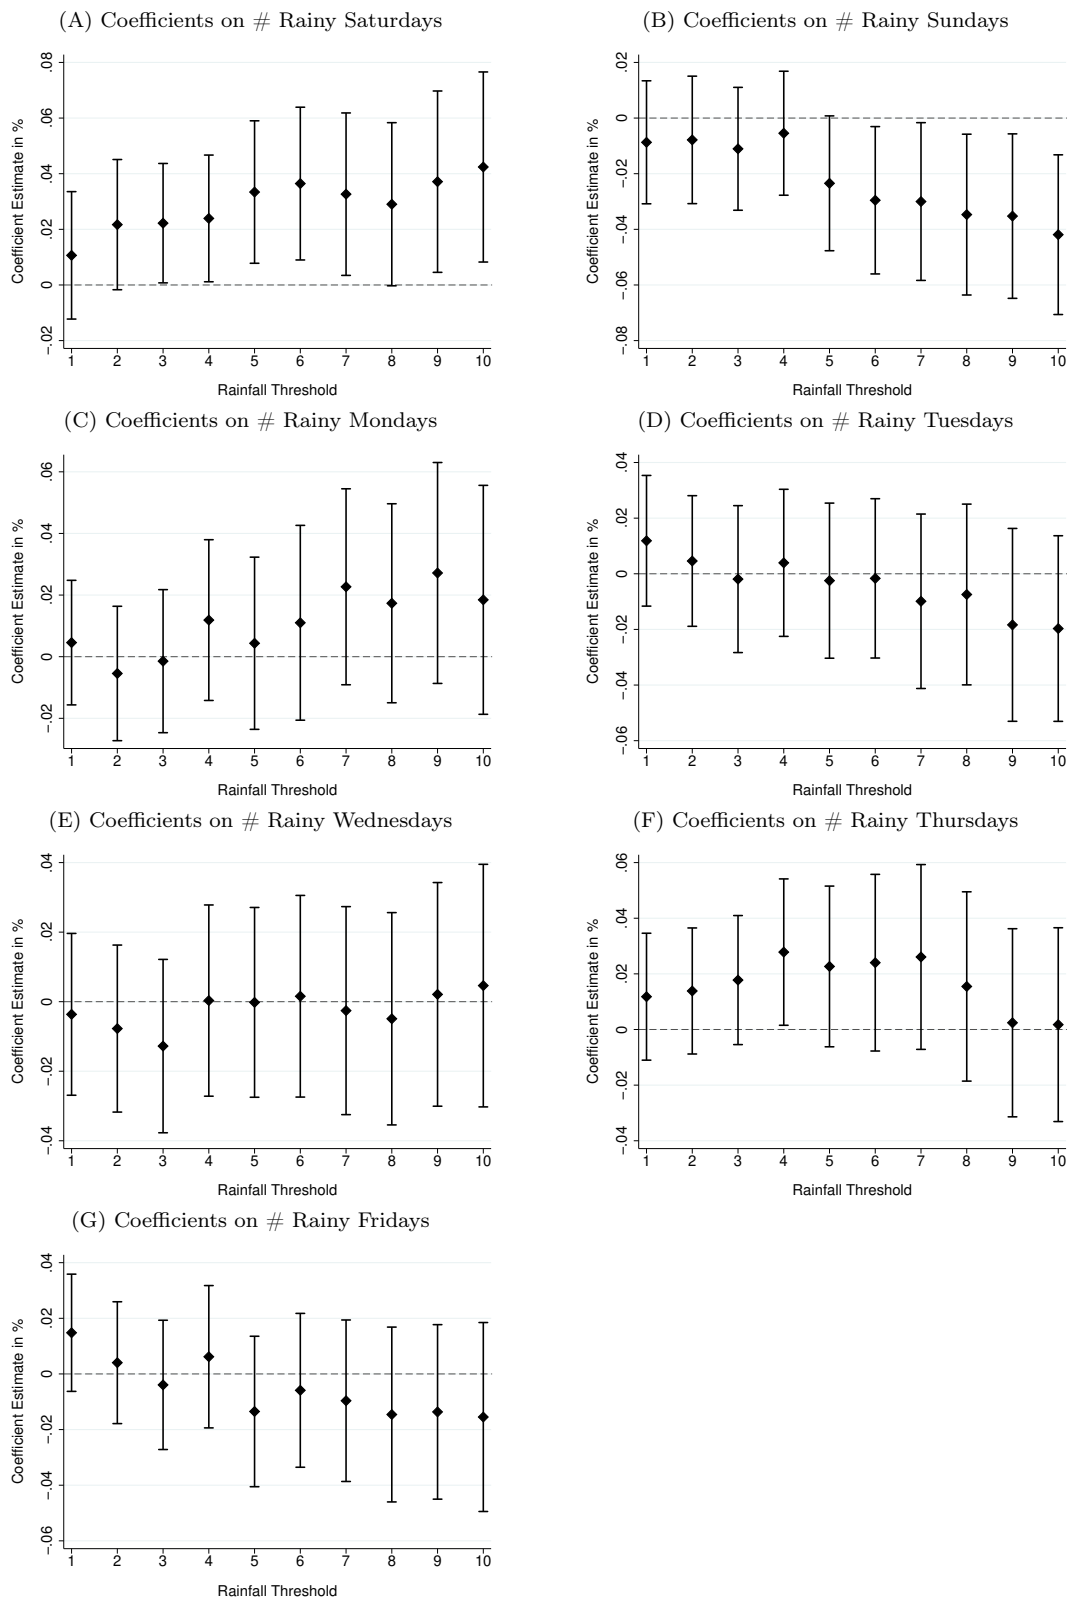 (A) Coefficients on # Rainy Saturdays
Coefficient Estimate in %
.08
.06
.04
.02
0
−.02
1 2 3 4 5 6 7 8 9 10
Rainfall Threshold
(B) Coefficients on # Rainy Sundays
Coefficient Estimate in %
.02
0
−.02
−.04
−.06
−.08
1 2 3 4 5 6 7 8 9 10
Rainfall Threshold
(C) Coefficients on # Rainy Mondays
Coefficient Estimate in %
.06
.04
.02
0
−.02
1 2 3 4 5 6 7 8 9 10
Rainfall Threshold
(D) Coefficients on # Rainy Tuesdays
Coefficient Estimate in %
.04
.02
0
−.02
−.04
−.06
1 2 3 4 5 6 7 8 9 10
Rainfall Threshold
(E) Coefficients on # Rainy Wednesdays
Coefficient Estimate in %
.04
.02
0
−.02
−.04
1 2 3 4 5 6 7 8 9 10
Rainfall Threshold
(F) Coefficients on # Rainy Thursdays
Coefficient Estimate in %
.06
.04
.02
0
−.02
−.04
1 2 3 4 5 6 7 8 9 10
Rainfall Threshold
(G) Coefficients on # Rainy Fridays
Coefficient Estimate in %
.04
.02
0
−.02
−.04
−.06
1 2 3 4 5 6 7 8 9 10
Rainfall Threshold